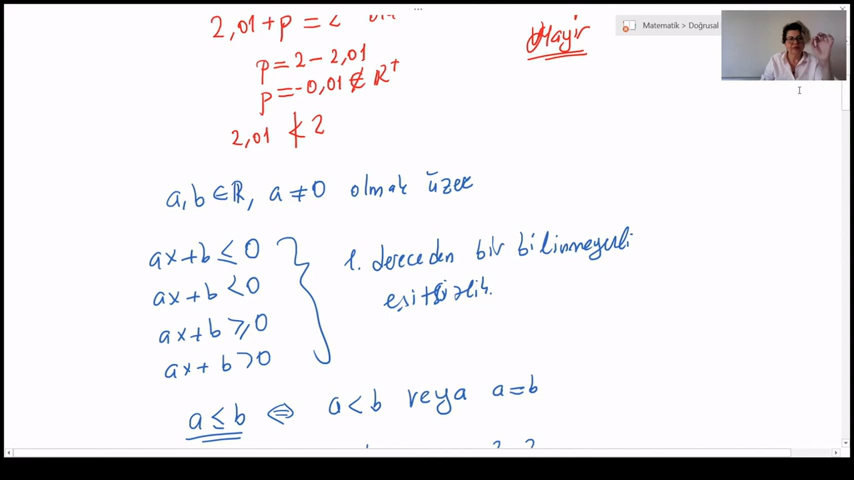 2,01 + p = 2
Hayır
Matematik > Doğrusal
p = 2 - 2,01
p = -0,01 ∉ R⁺
2,01 ≮ 2
a, b ∈ R, a ≠ 0 olmak üzere
ax + b ≤ 0
ax + b < 0
ax + b ≥ 0
ax + b > 0
1. dereceden bir bilinmeyenli
eşitsizlik.
a ≤ b ⇔ a < b veya a = b